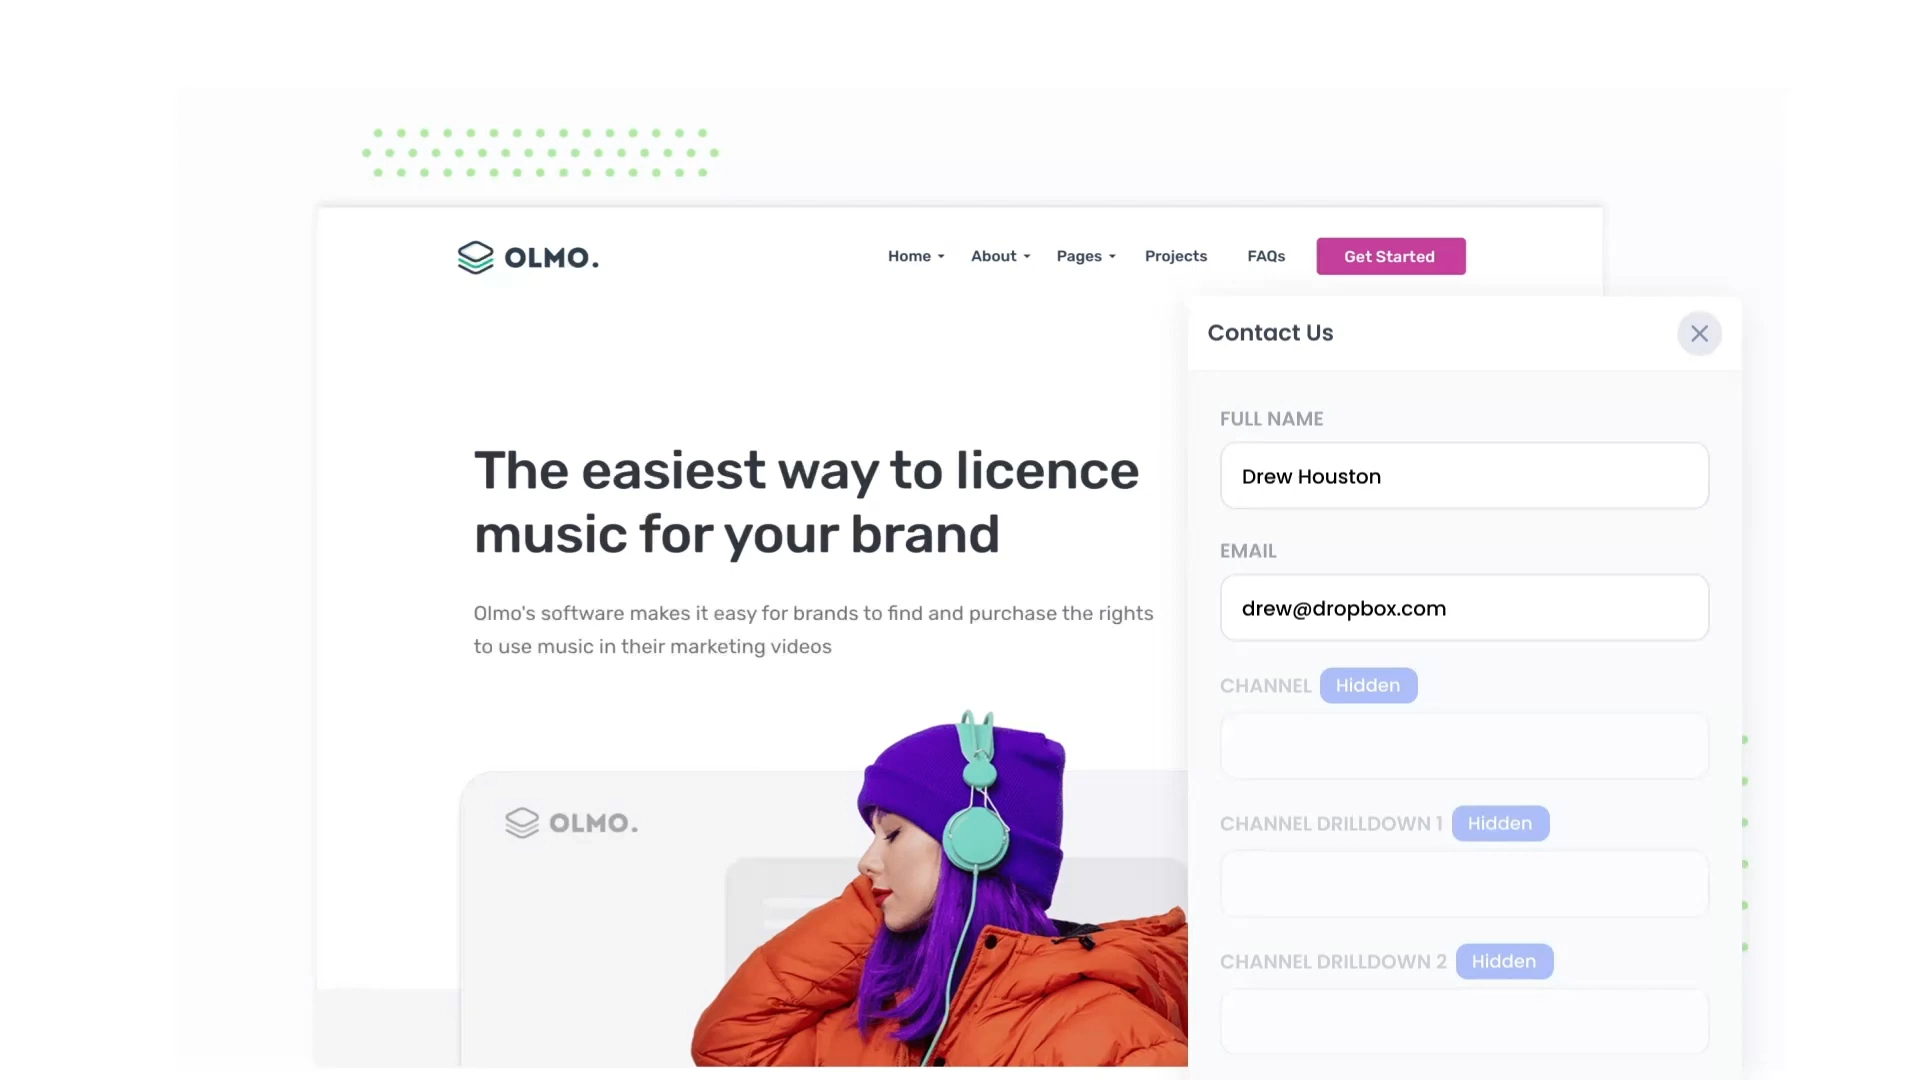 OLMO.
Home
About
Pages
Projects
FAQs
Get Started
The easiest way to licence
music for your brand
Olmo's software makes it easy for brands to find and purchase the rights
to use music in their marketing videos
OLMO.
Contact Us
FULL NAME
Drew Houston
EMAIL
drew@dropbox.com
CHANNEL Hidden
CHANNEL DRILLDOWN 1 Hidden
CHANNEL DRILLDOWN 2 Hidden